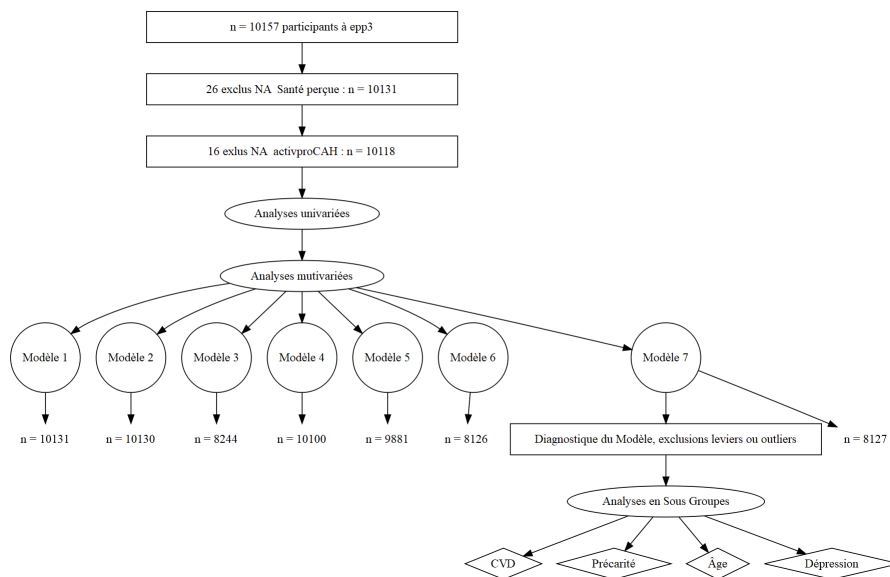 n = 10157 participants à epp3
26 exclus NA  Santé perçue : n = 10131
16 exlus NA  activproCAH : n = 10118
Analyses univariées
Analyses mutivariées
Modèle 1
Modèle 2
Modèle 3
Modèle 4
Modèle 5
Modèle 6
Modèle 7
n = 10131
n = 10130
n = 8244
n = 10100
n = 9881
n = 8126
Diagnostique du Modèle, exclusions leviers ou outliers
n = 8127
Analyses en Sous Groupes
CVD
Précarité
Âge
Dépression